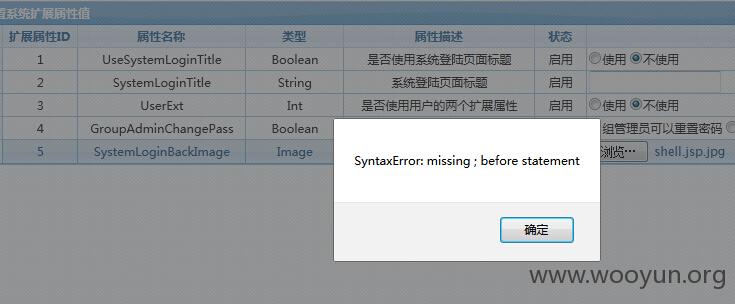 置系统扩展属性值
扩展属性ID 属性名称 类型 属性描述 状态
1 UseSystemLoginTitle Boolean 是否使用系统登陆页面标题 启用 使用 不使用
2 SystemLoginTitle String 系统登陆页面标题 启用
3 UserExt Int 是否使用用户的两个扩展属性 启用 使用 不使用
4 GroupAdminChangePass Boolean 组管理员可以重置密码
5 SystemLoginBackImage Image 浏览… shell.jsp.jpg
SyntaxError: missing ; before statement
确定
www.wooyun.org